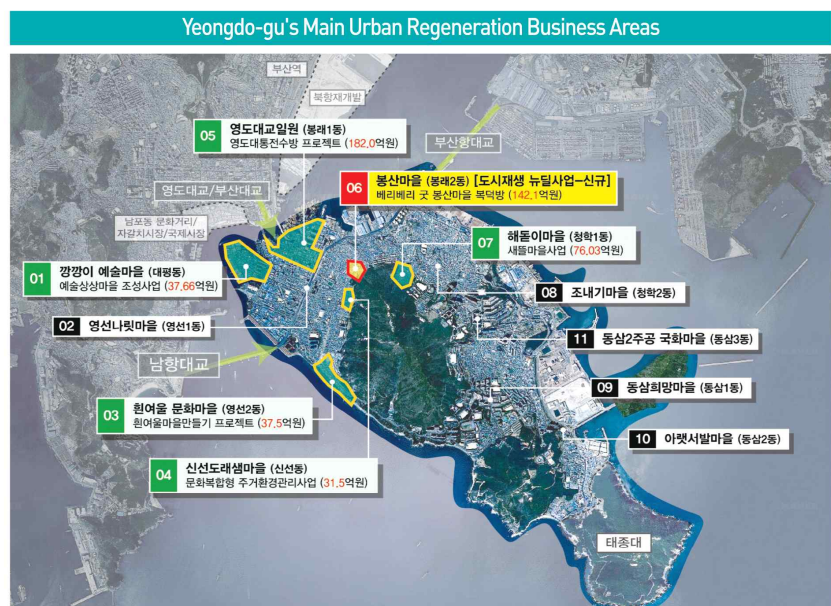 Yeongdo-gu's Main Urban Regeneration Business Areas
부산역
북항재개발
05 영도대교일원 (봉래1동)
영도대통전수방 프로젝트 (182.0억원)
부산항대교
영도대교/부산대교
06 봉산마을 (봉래2동) [도시재생 뉴딜사업-신규]
베리베리 굿 봉산마을 복덕방 (142.1억원)
남포동 문화거리/
자갈치시장/국제시장
07 해돋이마을 (청학1동)
새뜰마을사업 (76.03억원)
01 깡깡이 예술마을 (대평동)
예술상상마을 조성사업 (37.66억원)
08 조내기마을 (청학2동)
02 영선나릿마을 (영선1동)
11 동삼2주공 국화마을 (동삼3동)
남항대교
09 동삼희망마을 (동삼1동)
03 흰여울 문화마을 (영선2동)
흰여울마을만들기 프로젝트 (37.5억원)
10 아랫서발마을 (동삼2동)
04 신선도래샘마을 (신선동)
문화복합형 주거환경관리사업 (31.5억원)
태종대